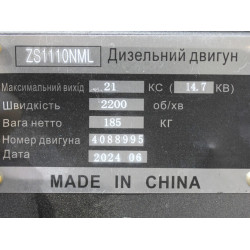 ZS1110NML Дизельний двигун
Максимальний вихід 21 КС ( 14.7 КВ)
Швидкість 2200 об/хв
Вага нетто 185 КГ
Двигун номер 4088995
Дата 2024 06
MADE IN CHINA